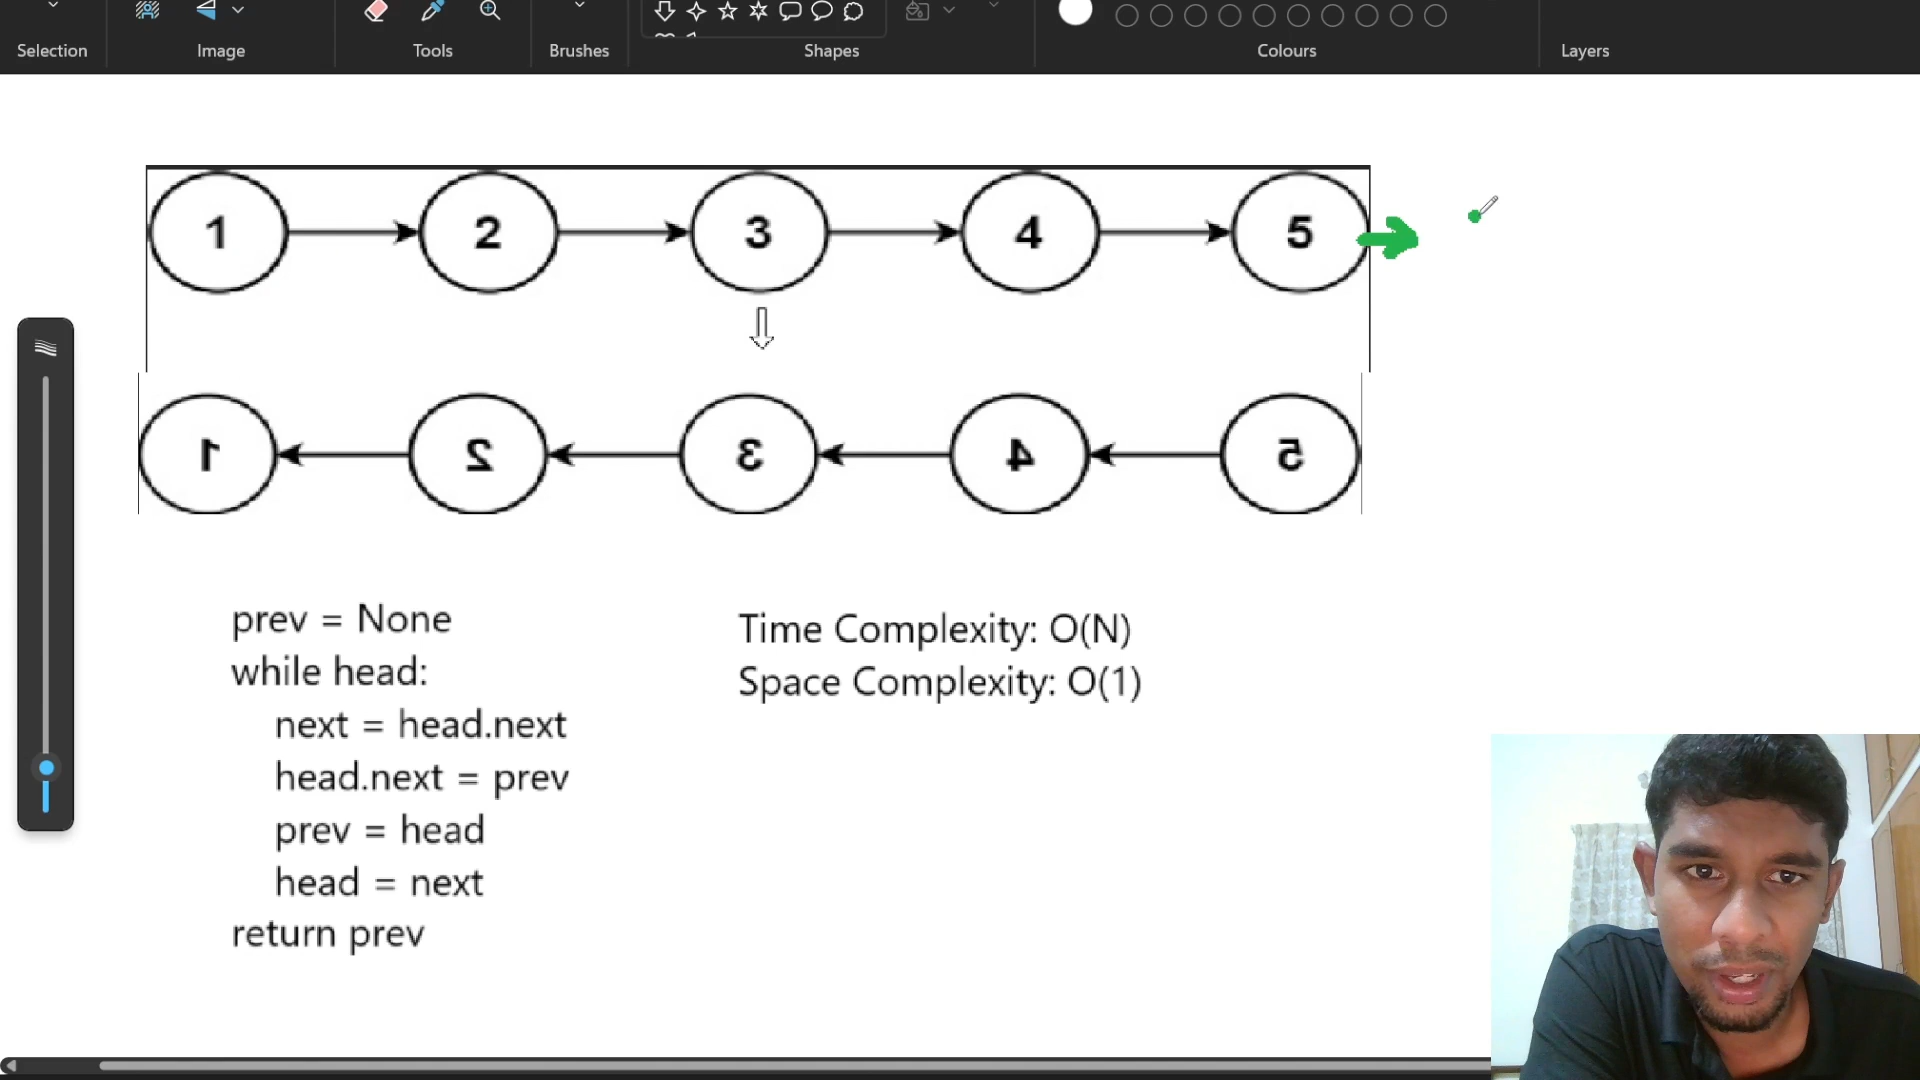 Selection Image Tools Brushes Shapes Colours Layers
1 2 3 4 5
1 2 3 4 5
prev = None
while head:
next = head.next
head.next = prev
prev = head
head = next
return prev
Time Complexity: O(N)
Space Complexity: O(1)